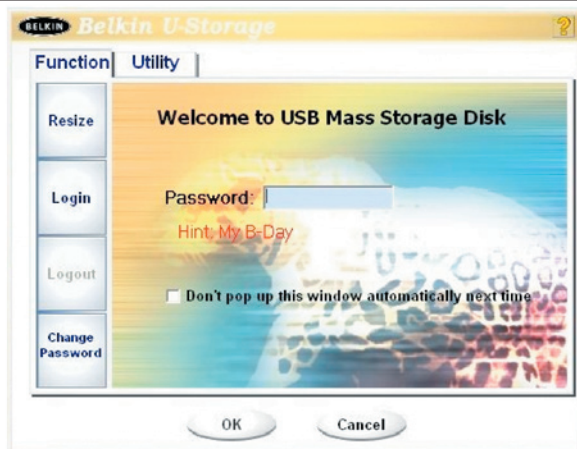 BELKIN Belkin U-Storage ?
Function Utility
Resize
Login
Logout
Change
Password
Welcome to USB Mass Storage Disk
Password:
Hint: My B-Day
Don't pop up this window automatically next time
OK Cancel